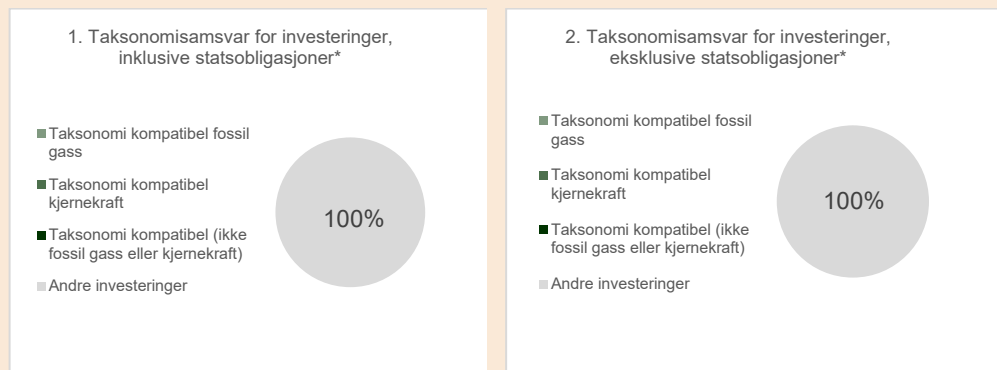 1. Taksonomisamsvar for investeringer,
inklusive statsobligasjoner*
Taksonomi kompatibel fossil
gass
Taksonomi kompatibel
kjernekraft
Taksonomi kompatibel (ikke
fossil gass eller kjernekraft)
Andre investeringer
100%
2. Taksonomisamsvar for investeringer,
eksklusive statsobligasjoner*
Taksonomi kompatibel fossil
gass
Taksonomi kompatibel
kjernekraft
Taksonomi kompatibel (ikke
fossil gass eller kjernekraft)
Andre investeringer
100%